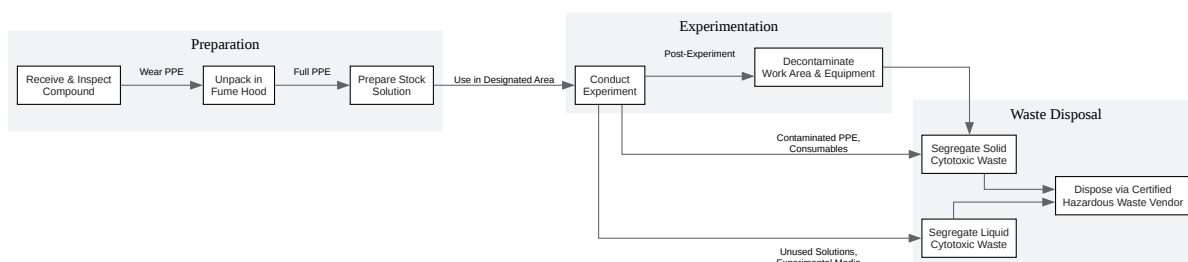 Preparation
Receive & Inspect
Compound
Wear PPE
Unpack in
Fume Hood
Full PPE
Prepare Stock
Solution
Use in Designated Area
Experimentation
Conduct
Experiment
Post-Experiment
Decontaminate
Work Area & Equipment
Contaminated PPE,
Consumables
Unused Solutions,
Experimental Media
Waste Disposal
Segregate Solid
Cytotoxic Waste
Segregate Liquid
Cytotoxic Waste
Dispose via Certified
Hazardous Waste Vendor